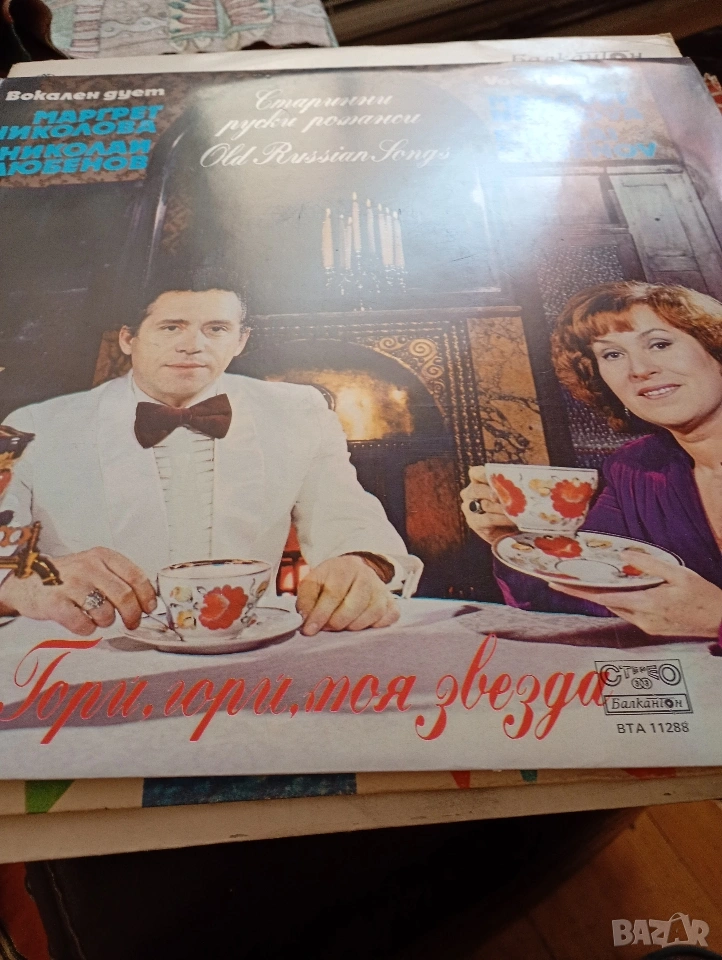 Балкантон
Вокален дует
МАРГРЕТ
НИКОЛОВА
НИКОЛАЙ
ЛЮБЕНОВ
Старинни
руски романси
Old Russian Songs
Гори, гори, моя звезда
Стерео
Балкантон
ВТА 11288
BAZAR